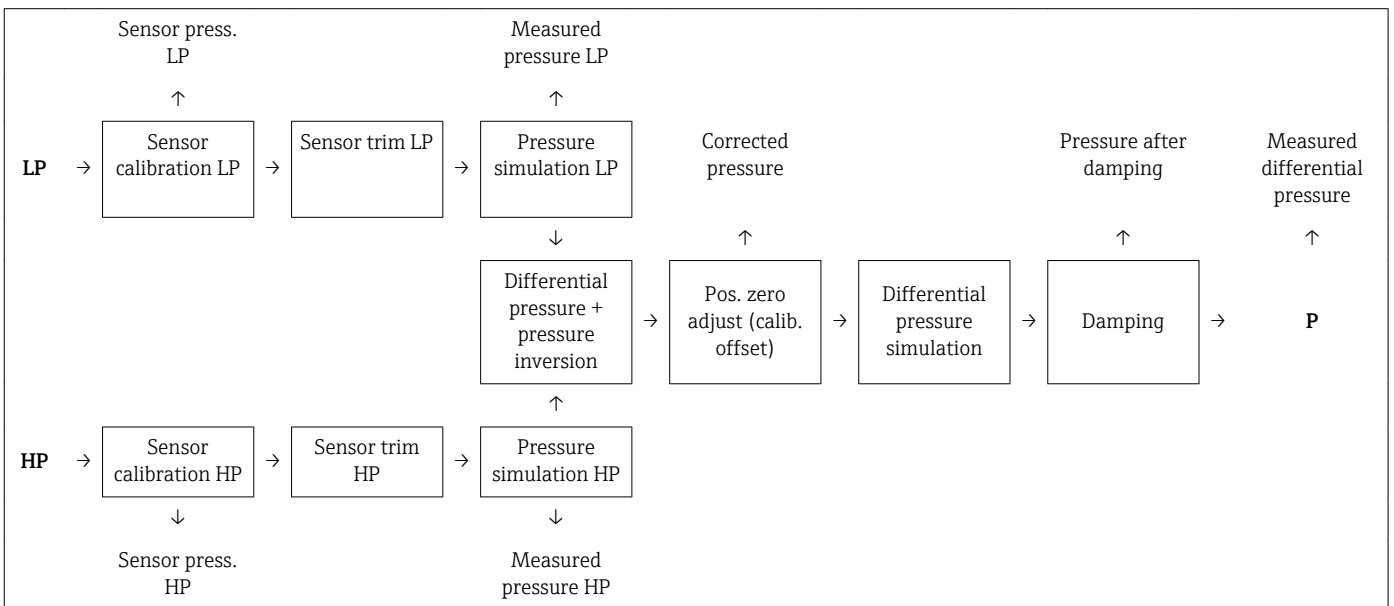 Sensor press.
LP
Measured
pressure LP
↑
↑
LP
→
Sensor
calibration LP
→
Sensor trim LP
→
Pressure
simulation LP
Corrected
pressure
Pressure after
damping
Measured
differential
pressure
↓
↑
↑
↑
Differential
pressure +
pressure
inversion
→
Pos. zero
adjust (calib.
offset)
→
Differential
pressure
simulation
→
Damping
→
P
↑
HP
→
Sensor
calibration HP
→
Sensor trim
HP
→
Pressure
simulation HP
↓
↓
Sensor press.
HP
Measured
pressure HP